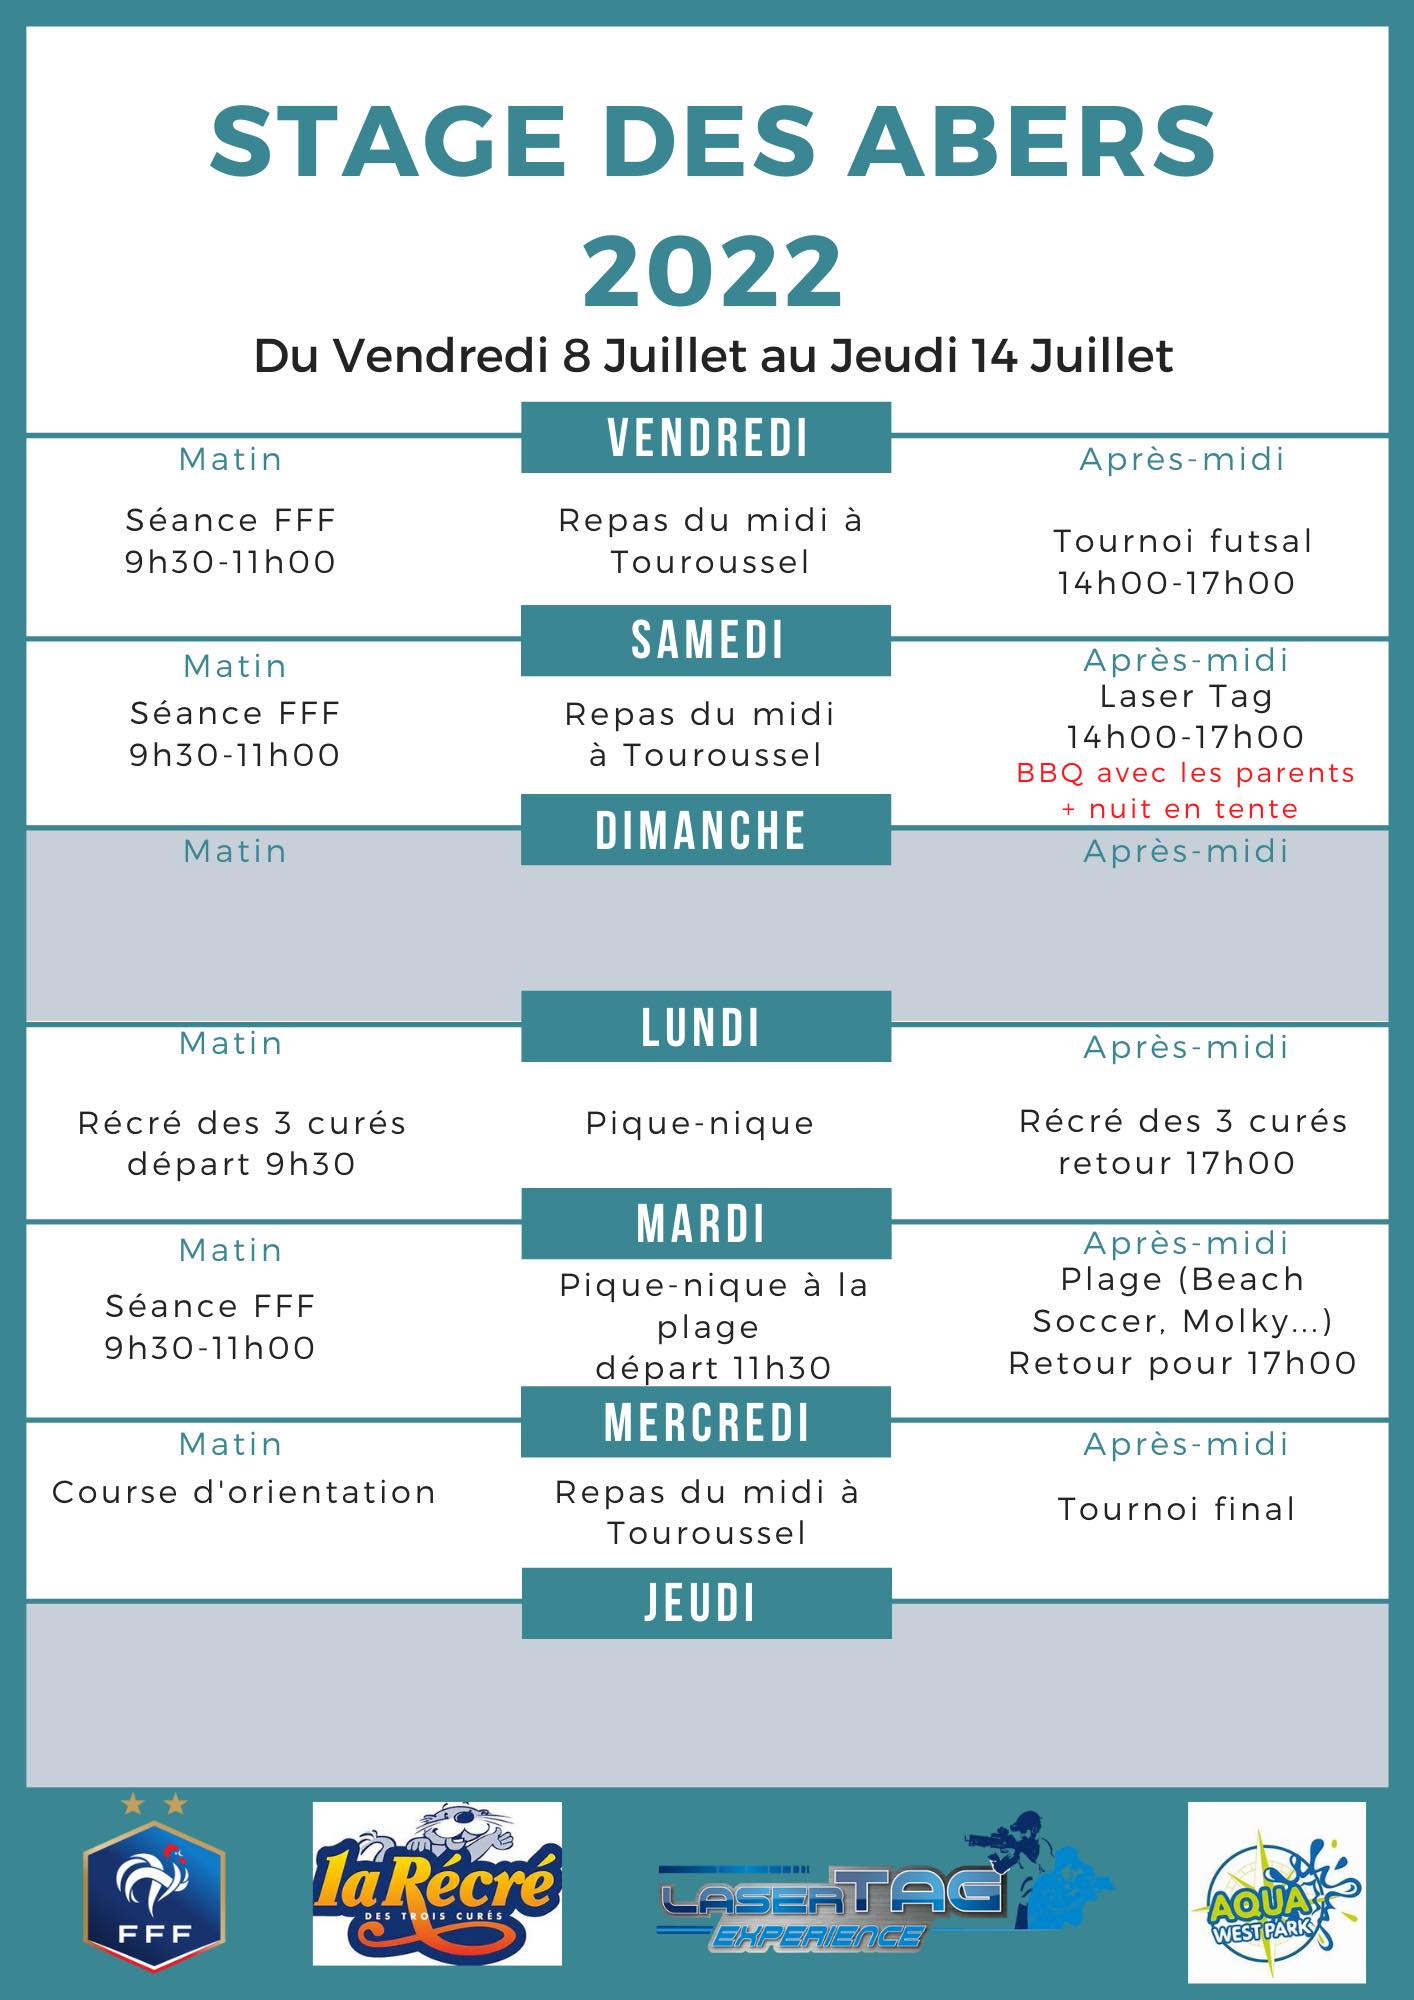 STAGE DES ABERS
2022
Du Vendredi 8 Juillet au Jeudi 14 Juillet
VENDREDI
Matin
Après-midi
Séance FFF
9h30-11h00
Repas du midi à
Touroussel
Tournoi futsal
14h00-17h00
SAMEDI
Matin
Après-midi
Séance FFF
9h30-11h00
Repas du midi
à Touroussel
Laser Tag
14h00-17h00
BBQ avec les parents
+ nuit en tente
DIMANCHE
Matin
Après-midi
LUNDI
Matin
Après-midi
Récré des 3 curés
départ 9h30
Pique-nique
Récré des 3 curés
retour 17h00
MARDI
Matin
Après-midi
Séance FFF
9h30-11h00
Pique-nique à la
plage
départ 11h30
Plage (Beach
Soccer, Molky...)
Retour pour 17h00
MERCREDI
Matin
Après-midi
Course d'orientation
Repas du midi à
Touroussel
Tournoi final
JEUDI
FFF
la Récré
DES TROIS CURÉS
LASER TAG
EXPERIENCE
AQUA
WEST PARK